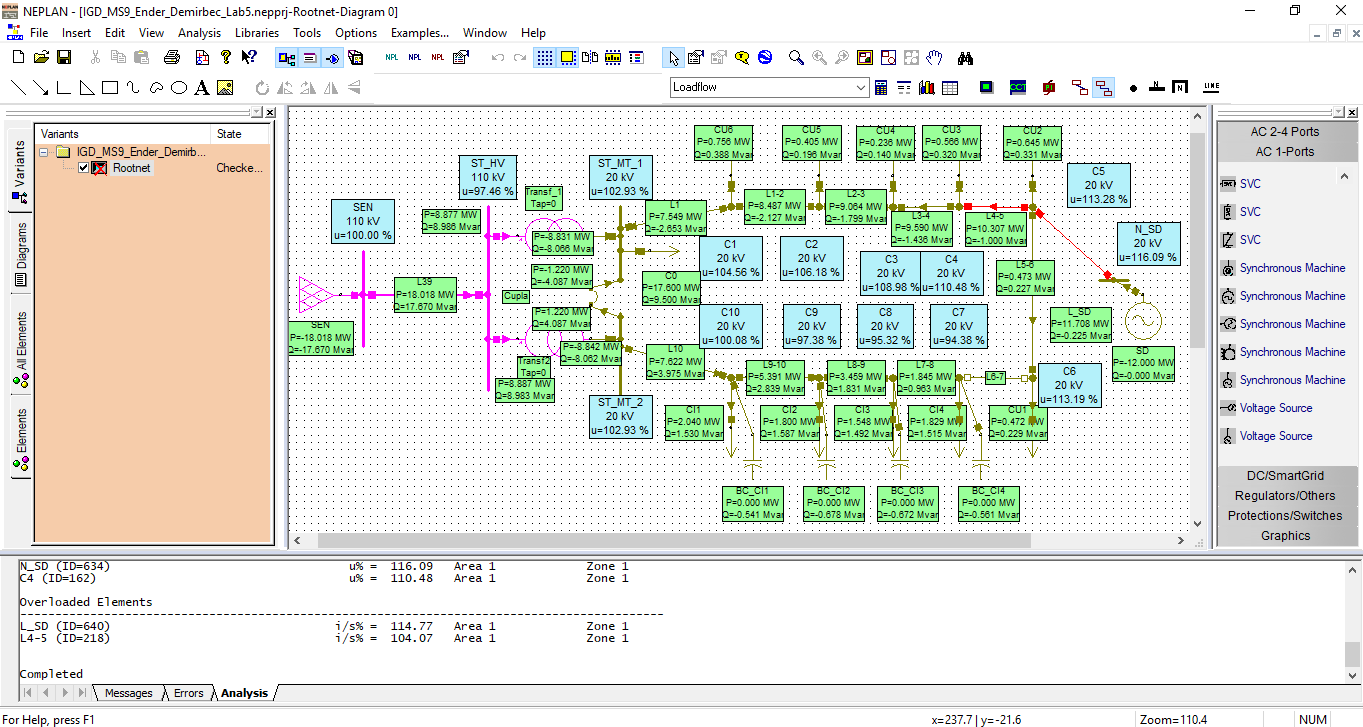 NEPLAN - [IGD_MS9_Ender_Demirbec_Lab5.nepprj-Rootnet-Diagram 0]
File Insert Edit View Analysis Libraries Tools Options Examples... Window Help
NPL NPL NPL
Loadflow
CCT
N
N
LINE
Variants
Diagrams
All Elements
Elements
Variants State
IGD_MS9_Ender_Demirb...
Rootnet Checke...
SEN
110 kV
u=100.00 %
ST_HV
110 kV
u=97.46 %
ST_MT_1
20 kV
u=102.93 %
CU6
P=0.756 MW
Q=0.388 Mvar
CU5
P=0.405 MW
Q=0.196 Mvar
CU4
P=0.236 MW
Q=0.140 Mvar
CU3
P=0.566 MW
Q=0.320 Mvar
CU2
P=0.645 MW
Q=0.331 Mvar
C5
20 kV
u=113.28 %
N_SD
20 kV
u=116.09 %
Transf_1
Tap=0
P=8.877 MW
Q=8.986 Mvar
P=-8.831 MW
Q=-8.066 Mvar
L1
P=7.549 MW
Q=-2.653 Mvar
L1-2
P=8.487 MW
Q=-2.127 Mvar
L2-3
P=9.064 MW
Q=-1.799 Mvar
L3-4
P=9.590 MW
Q=-1.436 Mvar
L4-5
P=10.307 MW
Q=-1.000 Mvar
C1
20 kV
u=104.56 %
C2
20 kV
u=106.18 %
C3
20 kV
u=108.98 %
C4
20 kV
u=110.48 %
L5-6
P=0.473 MW
Q=0.227 Mvar
L39
P=18.018 MW
Q=17.670 Mvar
P=-1.220 MW
Q=-4.087 Mvar
Cupla
P=1.220 MW
Q=4.087 Mvar
C0
P=17.600 MW
Q=9.500 Mvar
C10
20 kV
u=100.08 %
C9
20 kV
u=97.38 %
C8
20 kV
u=95.32 %
C7
20 kV
u=94.38 %
L_SD
P=11.708 MW
Q=-0.225 Mvar
SD
P=-12.000 MW
Q=-0.000 Mvar
SEN
P=-18.018 MW
Q=-17.670 Mvar
P=-8.842 MW
Q=-8.062 Mvar
Transf2
Tap=0
P=8.887 MW
Q=8.983 Mvar
L10
P=7.622 MW
Q=3.975 Mvar
L9-10
P=5.391 MW
Q=2.839 Mvar
L8-9
P=3.459 MW
Q=1.831 Mvar
L7-8
P=1.845 MW
Q=0.963 Mvar
L6-7
C6
20 kV
u=113.19 %
ST_MT_2
20 kV
u=102.93 %
CI1
P=2.040 MW
Q=1.530 Mvar
CI2
P=1.800 MW
Q=1.587 Mvar
CI3
P=1.548 MW
Q=1.492 Mvar
CI4
P=1.829 MW
Q=1.515 Mvar
CU1
P=0.472 MW
Q=0.229 Mvar
BC_CI1
P=0.000 MW
Q=-0.541 Mvar
BC_CI2
P=0.000 MW
Q=-0.678 Mvar
BC_CI3
P=0.000 MW
Q=-0.672 Mvar
BC_CI4
P=0.000 MW
Q=-0.561 Mvar
AC 2-4 Ports
AC 1-Ports
SVC
SVC
SVC
Synchronous Machine
Synchronous Machine
Synchronous Machine
Synchronous Machine
Synchronous Machine
Voltage Source
Voltage Source
DC/SmartGrid
Regulators/Others
Protections/Switches
Graphics
N_SD (ID=634) u% = 116.09 Area 1 Zone 1
C4 (ID=162) u% = 110.48 Area 1 Zone 1
Overloaded Elements
L_SD (ID=640) i/s% = 114.77 Area 1 Zone 1
L4-5 (ID=218) i/s% = 104.07 Area 1 Zone 1
Completed
Messages Errors Analysis
For Help, press F1 x=237.7 | y=-21.6 Zoom=110.4 NUM